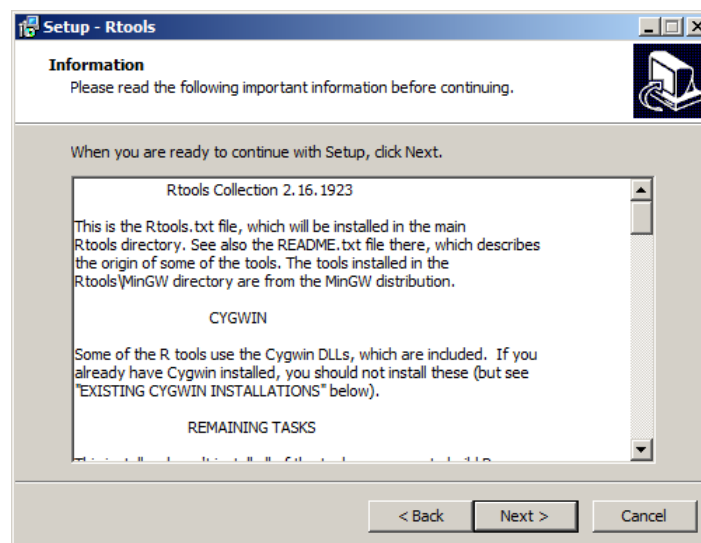 Setup - Rtools
Information
Please read the following important information before continuing.
When you are ready to continue with Setup, click Next.
Rtools Collection 2.16.1923
This is the Rtools.txt file, which will be installed in the main
Rtools directory. See also the README.txt file there, which describes
the origin of some of the tools. The tools installed in the
Rtools\MinGW directory are from the MinGW distribution.
CYGWIN
Some of the R tools use the Cygwin DLLs, which are included.  If you
already have Cygwin installed, you should not install these (but see
"EXISTING CYGWIN INSTALLATIONS" below).
REMAINING TASKS
< Back
Next >
Cancel